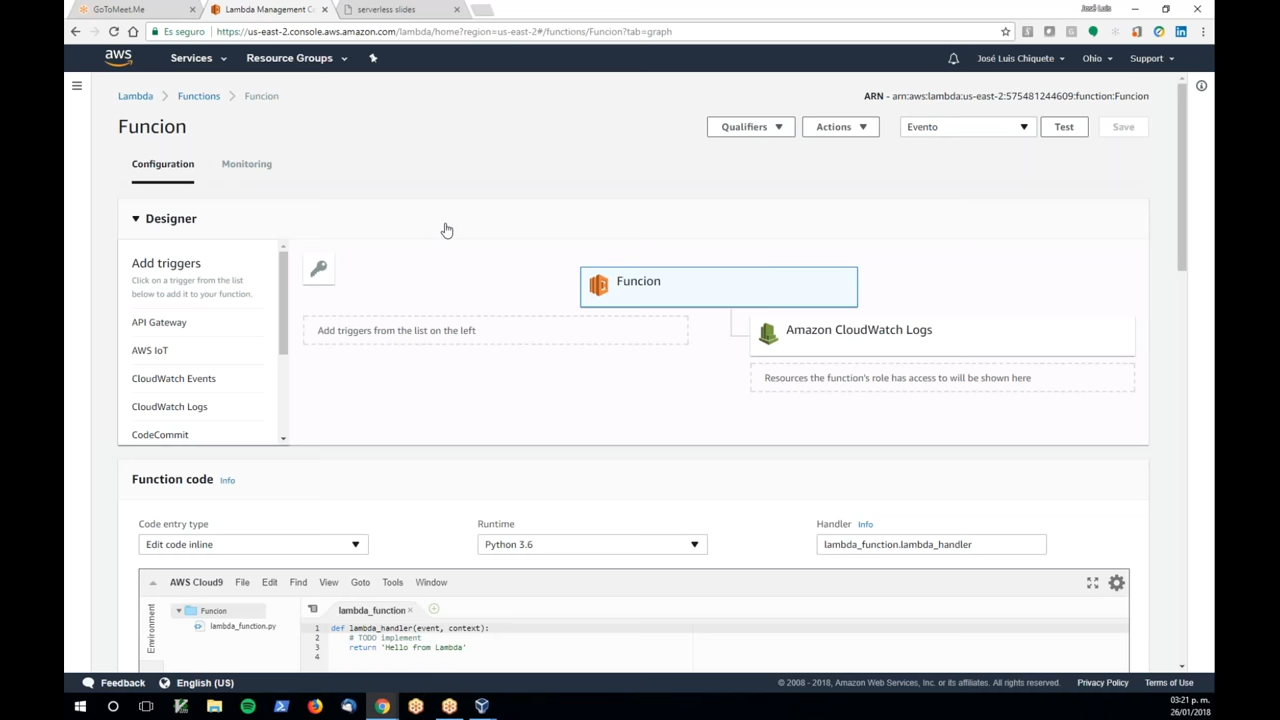 GoToMeet.Me
Lambda Management Co
serverless slides
José Luis
Es seguro
https://us-east-2.console.aws.amazon.com/lambda/home?region=us-east-2#/functions/Funcion?tab=graph
aws
Services
Resource Groups
José Luis Chiquete
Ohio
Support
Lambda
Functions
Funcion
ARN - arn:aws:lambda:us-east-2:575481244609:function:Funcion
Funcion
Qualifiers
Actions
Evento
Test
Save
Configuration
Monitoring
Designer
Add triggers
Click on a trigger from the list
below to add it to your function.
API Gateway
AWS IoT
CloudWatch Events
CloudWatch Logs
CodeCommit
Add triggers from the list on the left
Funcion
Amazon CloudWatch Logs
Resources the function's role has access to will be shown here
Function code
Info
Code entry type
Edit code inline
Runtime
Python 3.6
Handler Info
lambda_function.lambda_handler
AWS Cloud9 File Edit Find View Goto Tools Window
Environment
Funcion
lambda_function.py
lambda_function
1 def lambda_handler(event, context):
2 # TODO implement
3 return 'Hello from Lambda'
4
Feedback
English (US)
© 2008 - 2018, Amazon Web Services, Inc. or its affiliates. All rights reserved.
Privacy Policy
Terms of Use
03:21 p. m.
26/01/2018